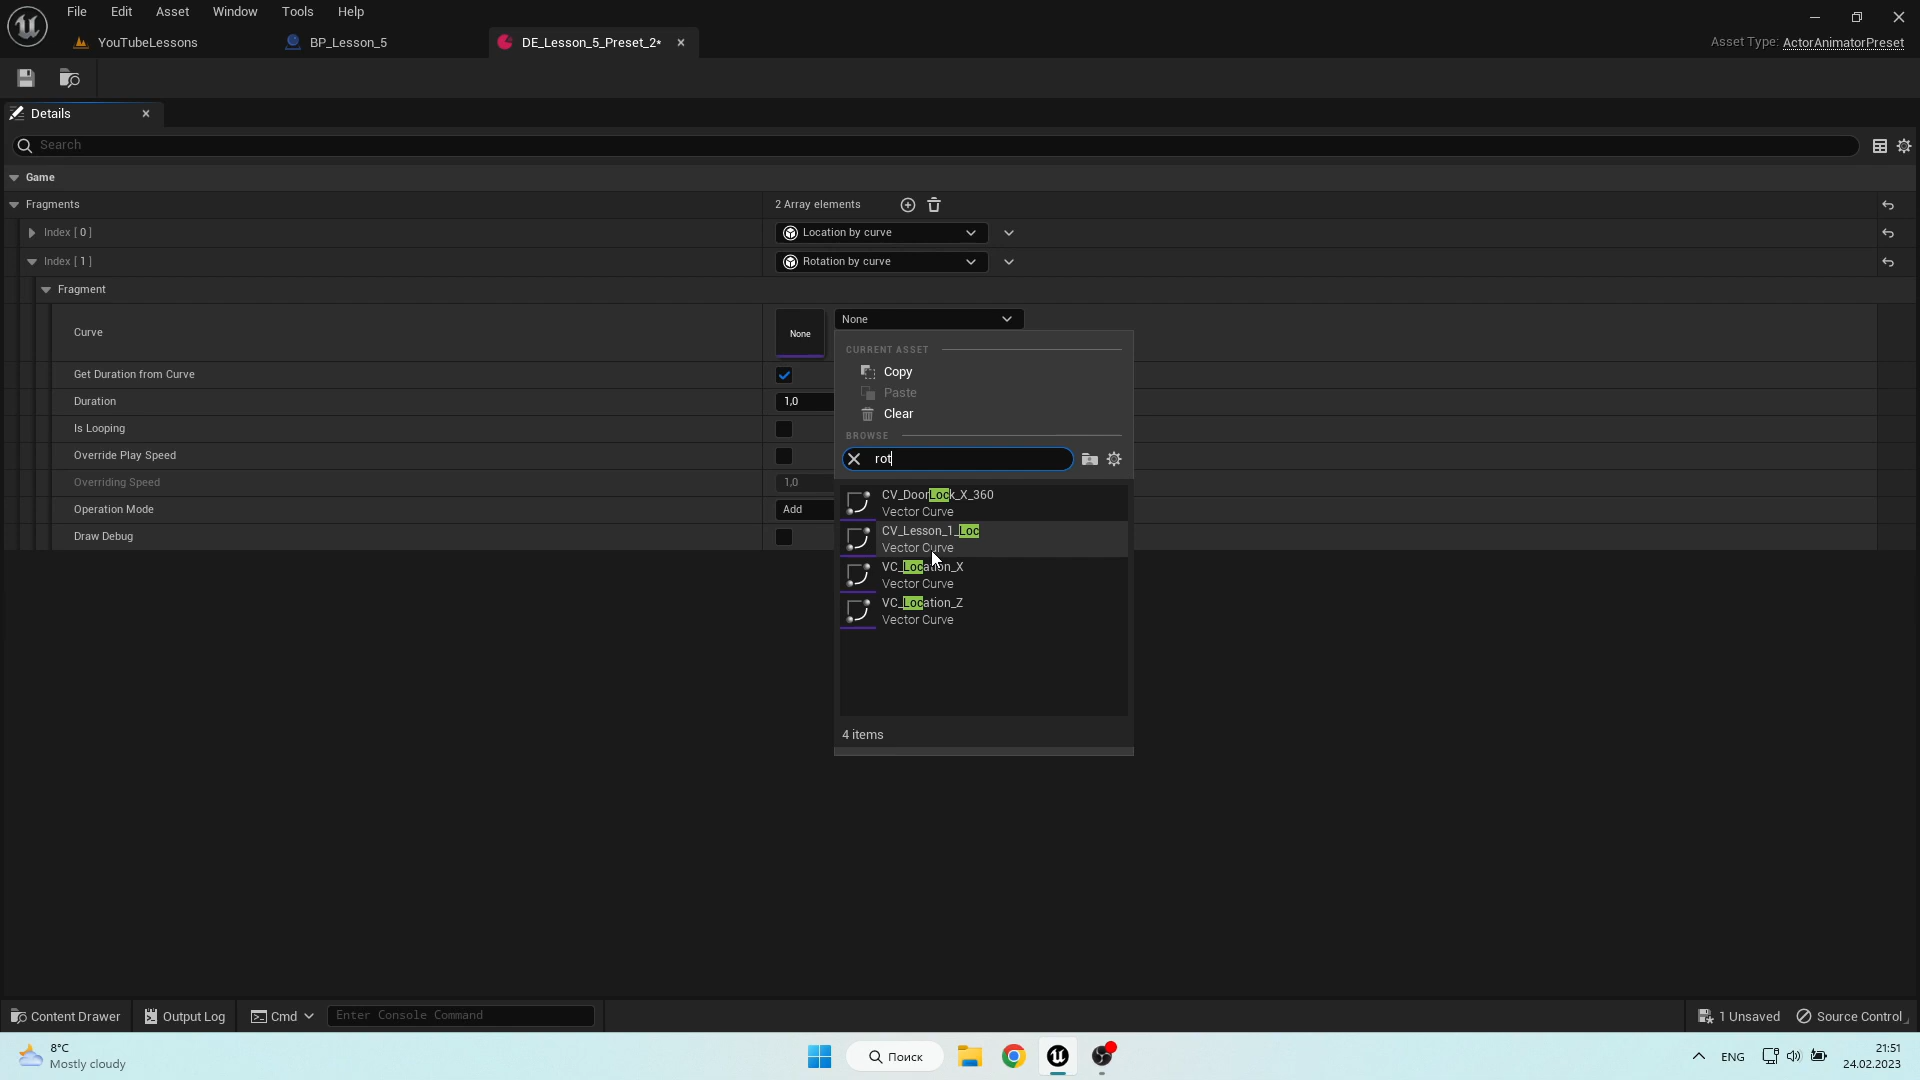 File Edit Asset Window Tools Help
YouTubeLessons BP_Lesson_5 DE_Lesson_5_Preset_2* Asset Type: ActorAnimatorPreset
Details
Search
Game
Fragments 2 Array elements
Index [ 0 ] Location by curve
Index [ 1 ] Rotation by curve
Fragment
Curve None None
CURRENT ASSET
Get Duration from Curve Copy
Duration 1,0 Paste
Is Looping Clear
BROWSE
Override Play Speed rot
Overriding Speed 1,0
CV_DoorLock_X_360
Vector Curve
Operation Mode Add
CV_Lesson_1_Loc
Vector Curve
Draw Debug
VC_Location_X
Vector Curve
VC_Location_Z
Vector Curve
4 items
Content Drawer Output Log Cmd Enter Console Command 1 Unsaved Source Control
8°C
Mostly cloudy
Поиск
ENG
21:51
24.02.2023